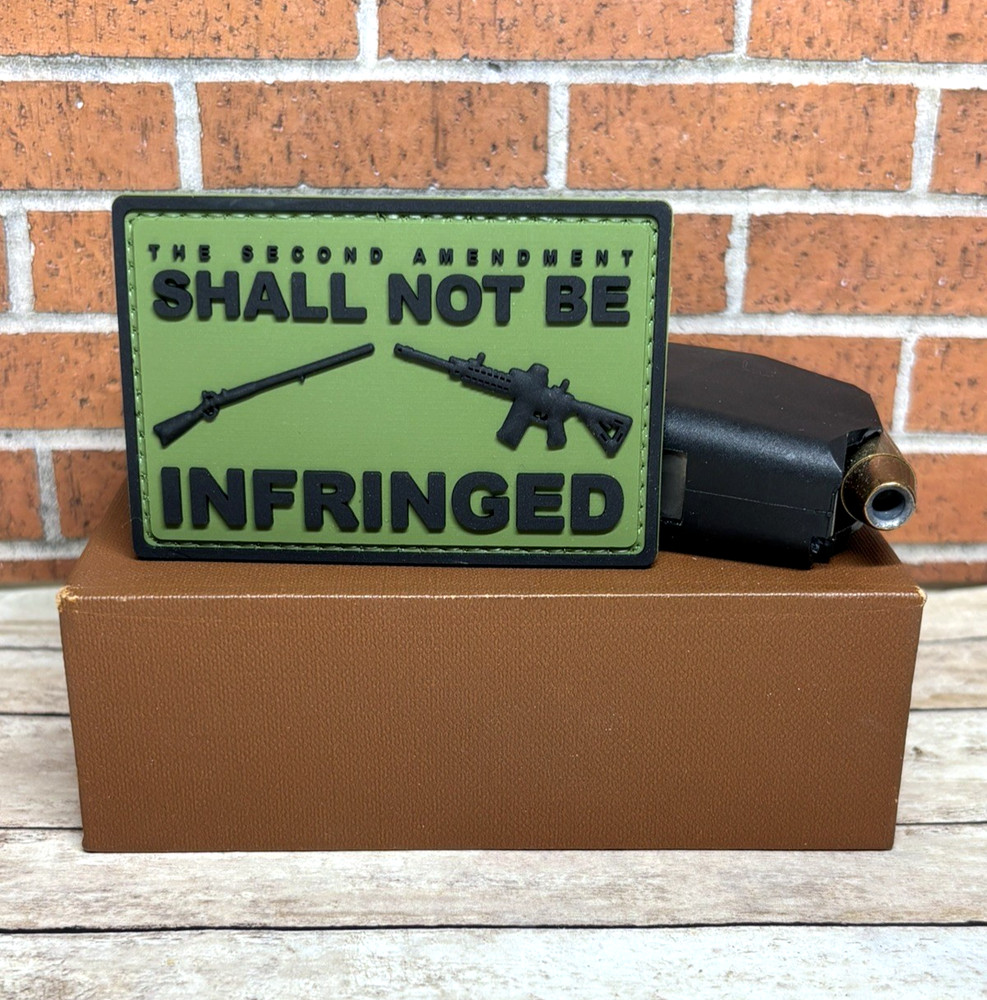 THE SECOND AMENDMENT
SHALL NOT BE
INFRINGED